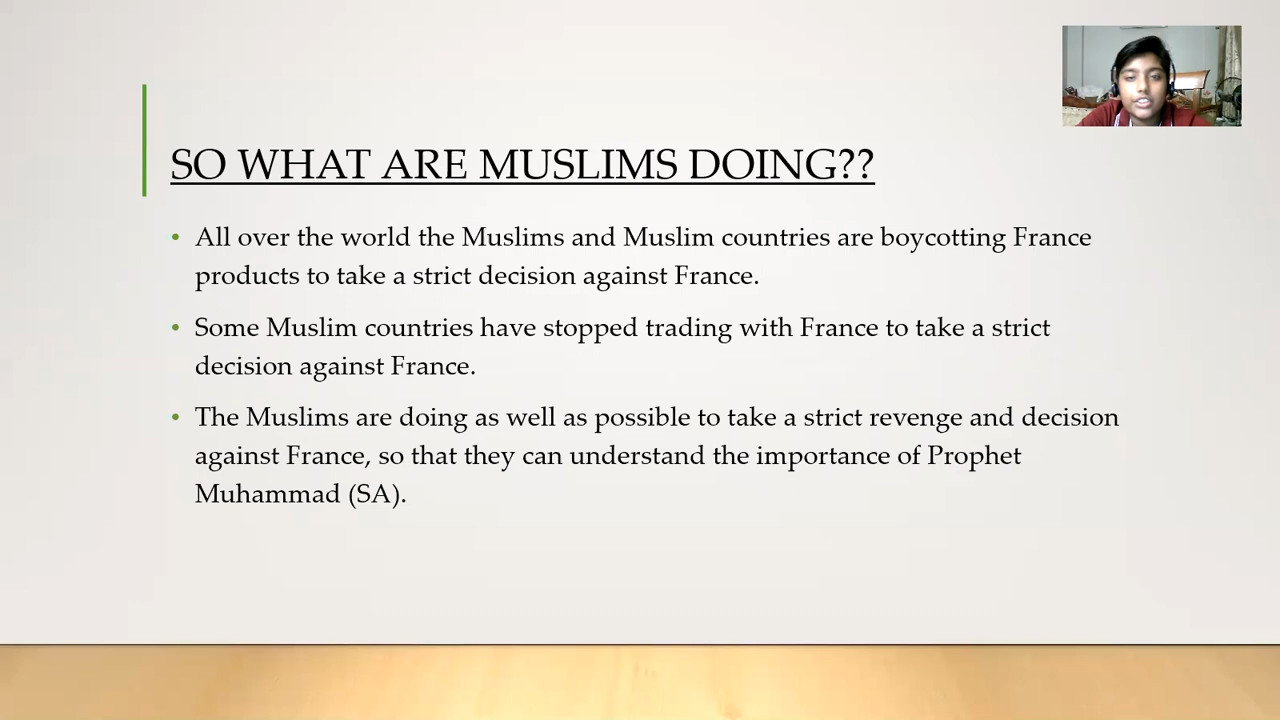 SO WHAT ARE MUSLIMS DOING??
• All over the world the Muslims and Muslim countries are boycotting France
products to take a strict decision against France.
• Some Muslim countries have stopped trading with France to take a strict
decision against France.
• The Muslims are doing as well as possible to take a strict revenge and decision
against France, so that they can understand the importance of Prophet
Muhammad (SA).